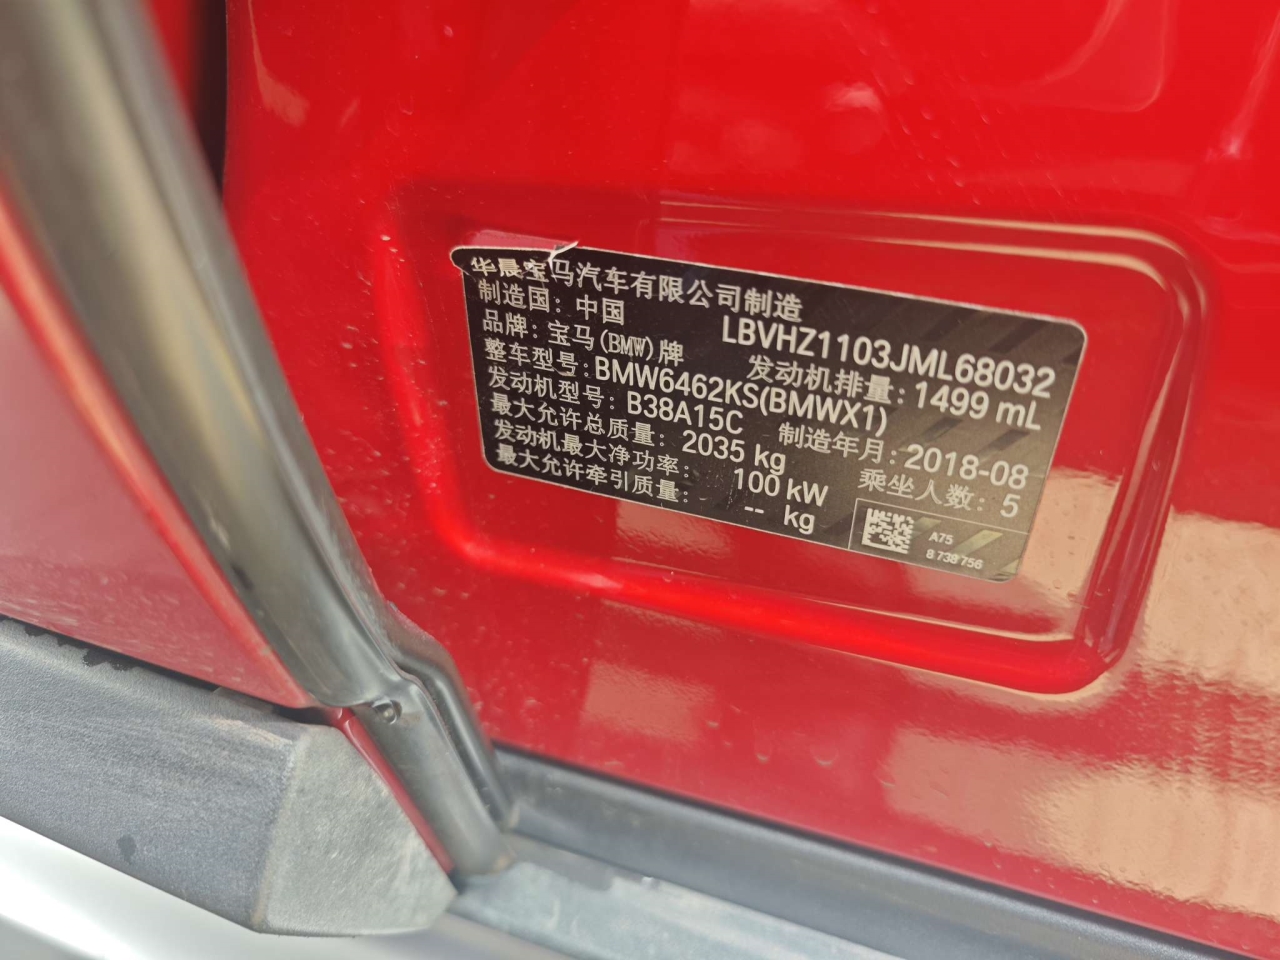 华晨宝马汽车有限公司制造
制造国：中国
LBVHZ1103JML68032
品牌：宝马(BMW)牌
发动机排量：1499 mL
整车型号：BMW6462KS(BMWX1)
发动机型号：B38A15C
制造年月：2018-08
最大允许总质量：2035 kg
乘坐人数：5
发动机最大净功率：100 kW
最大允许牵引质量：-- kg
A75
8 738 756